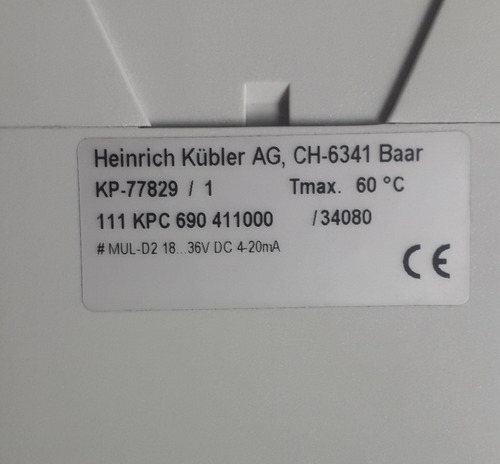 Heinrich Kübler AG, CH-6341 Baar
KP-77829 / 1 Tmax. 60 °C
111 KPC 690 411000 /34080
# MUL-D2 18...36V DC 4-20mA
CE